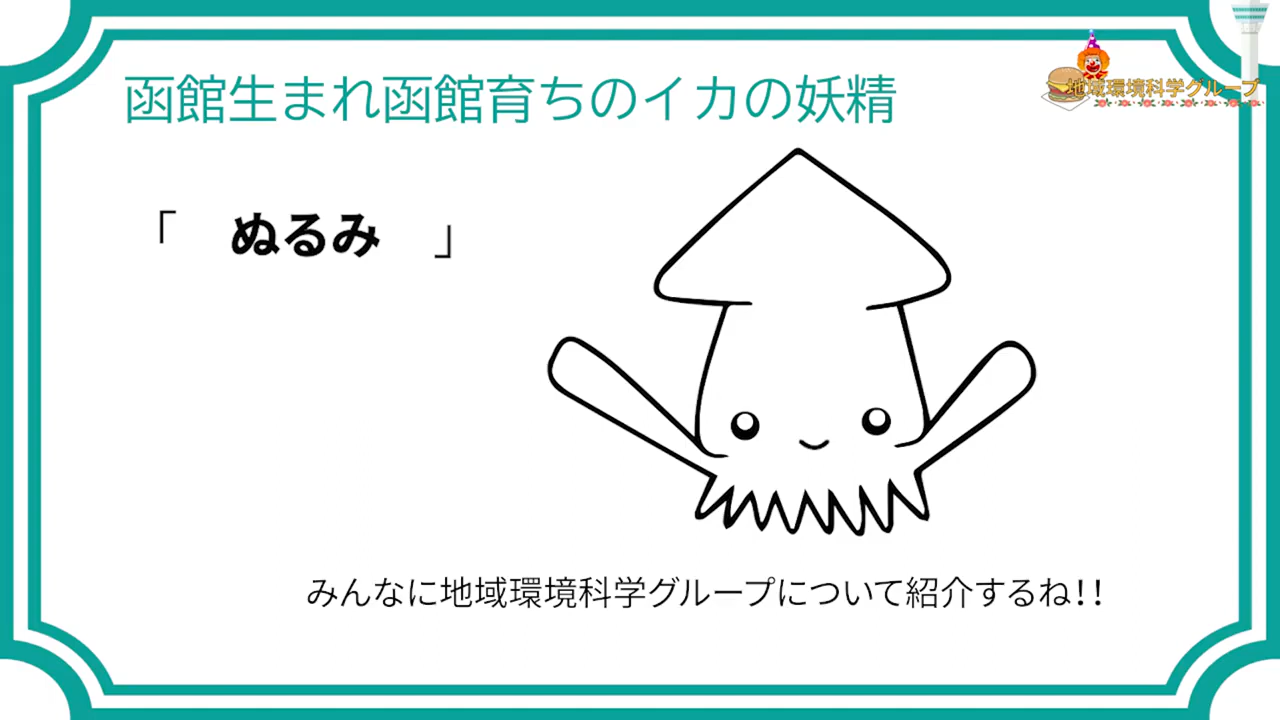 函館生まれ函館育ちのイカの妖精
地域環境科学グループ
「　ぬるみ　」
みんなに地域環境科学グループについて紹介するね！！